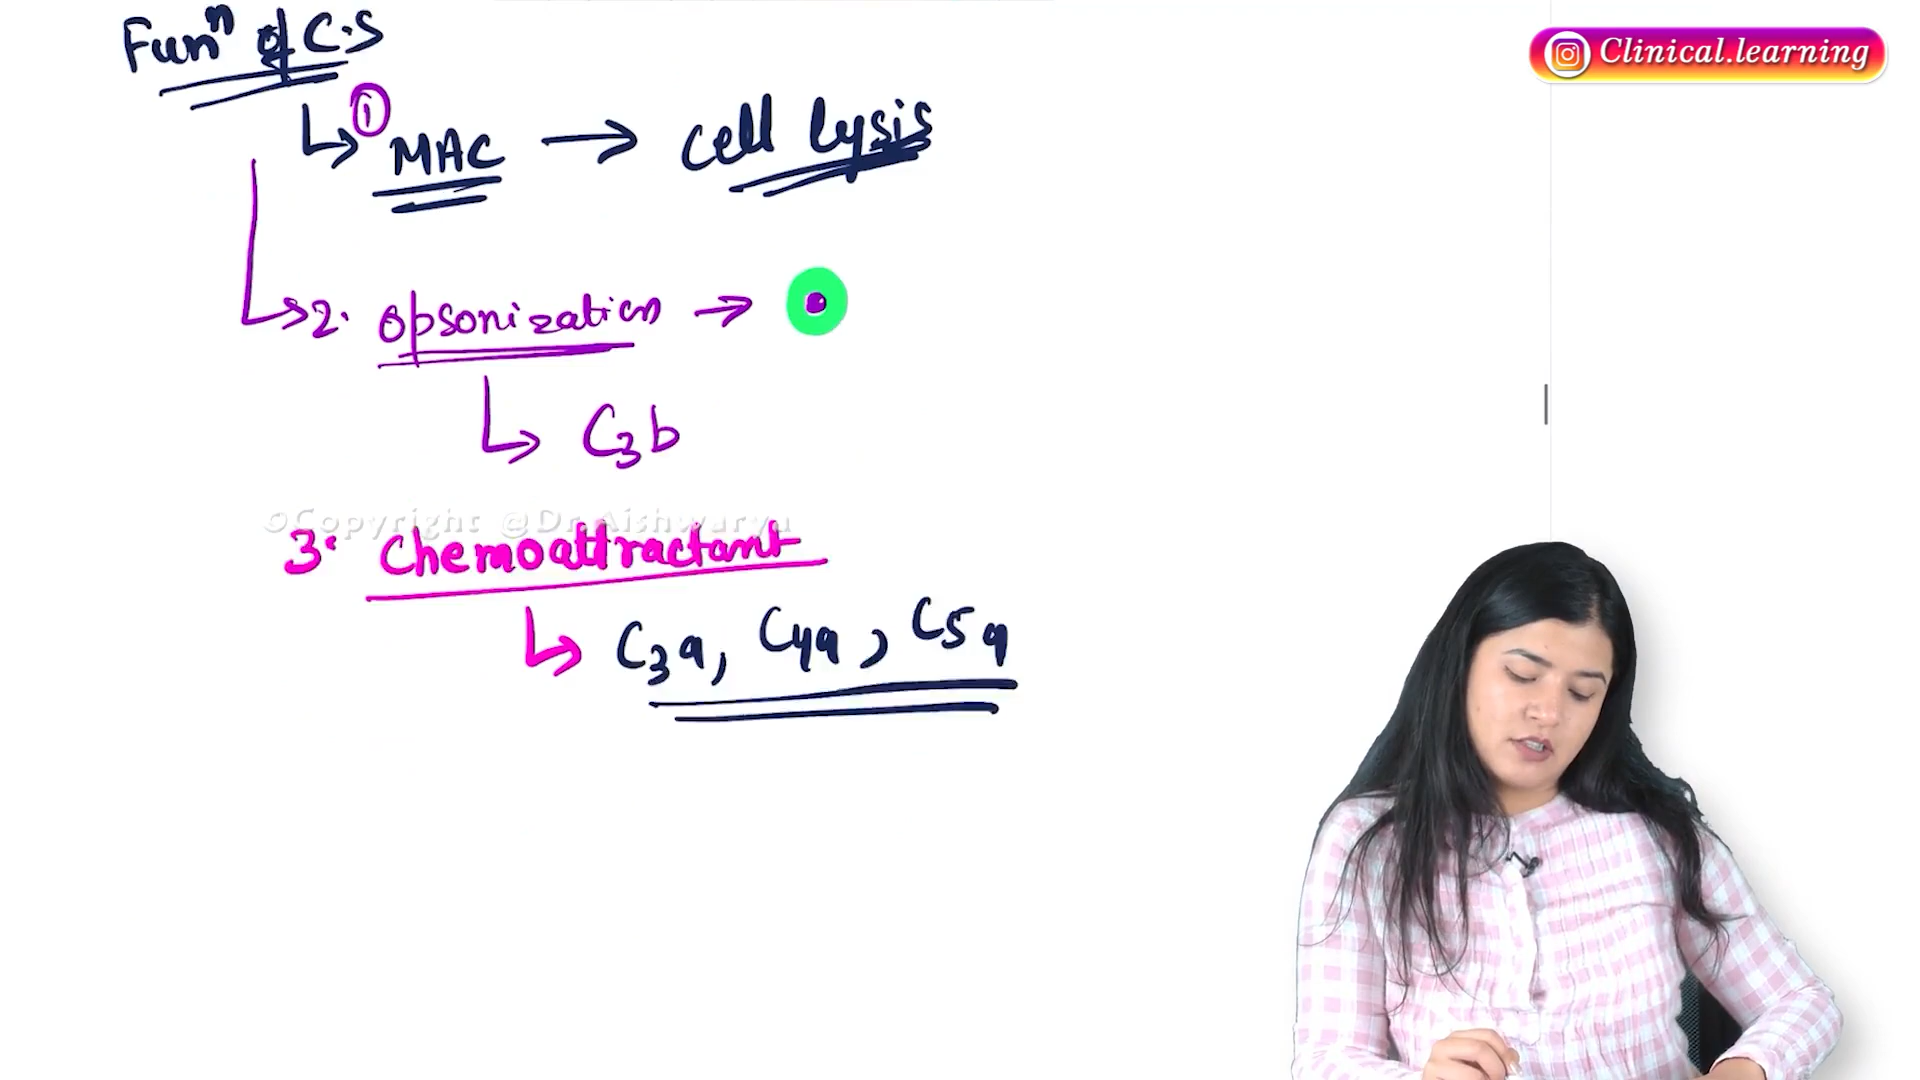 Funⁿ of C.S
Clinical.learning
① MAC → cell lysis
2. opsonization →
C3b
©Copyright @Dr.Aishwarya
3. Chemoattractant
C3a, C4a, C5a